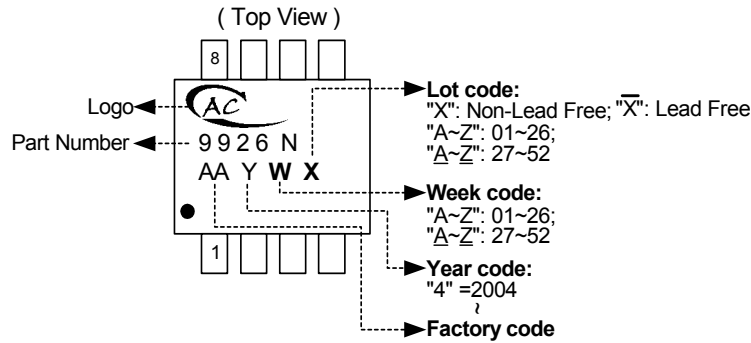 ( Top View )
8
Logo
AC
Part Number
9926 N
AA Y W X
1
Lot code:
"X": Non-Lead Free; "X̅": Lead Free
"A~Z": 01~26;
"A̲~Z̲": 27~52
Week code:
"A~Z": 01~26;
"A̲~Z̲": 27~52
Year code:
"4" =2004
~
Factory code